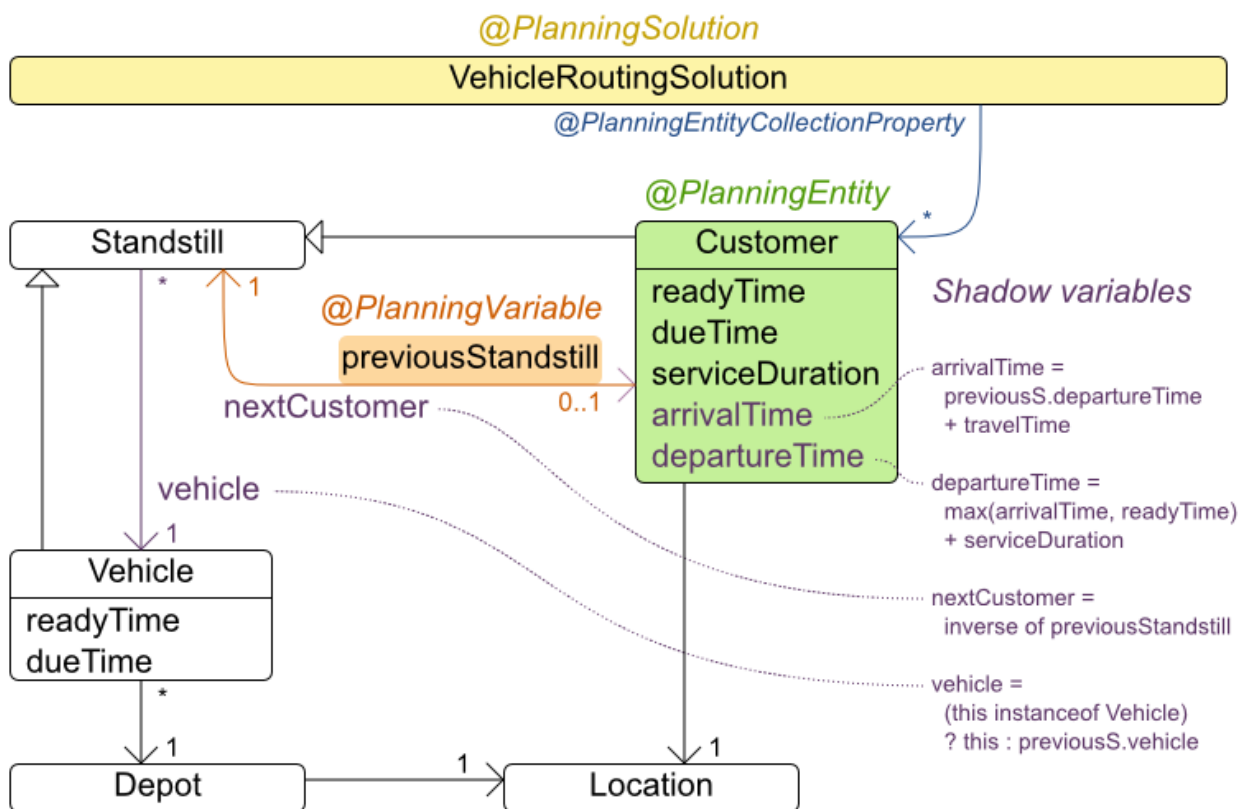 @PlanningSolution
VehicleRoutingSolution
@PlanningEntityCollectionProperty
@PlanningEntity
*
Standstill
Customer
*
1
@PlanningVariable
previousStandstill
0..1
nextCustomer
readyTime
dueTime
serviceDuration
arrivalTime
departureTime
Shadow variables
arrivalTime =
previousS.departureTime
+ travelTime
departureTime =
max(arrivalTime, readyTime)
+ serviceDuration
nextCustomer =
inverse of previousStandstill
vehicle =
(this instanceof Vehicle)
? this : previousS.vehicle
vehicle
1
Vehicle
readyTime
dueTime
*
1
Depot
1
Location
1